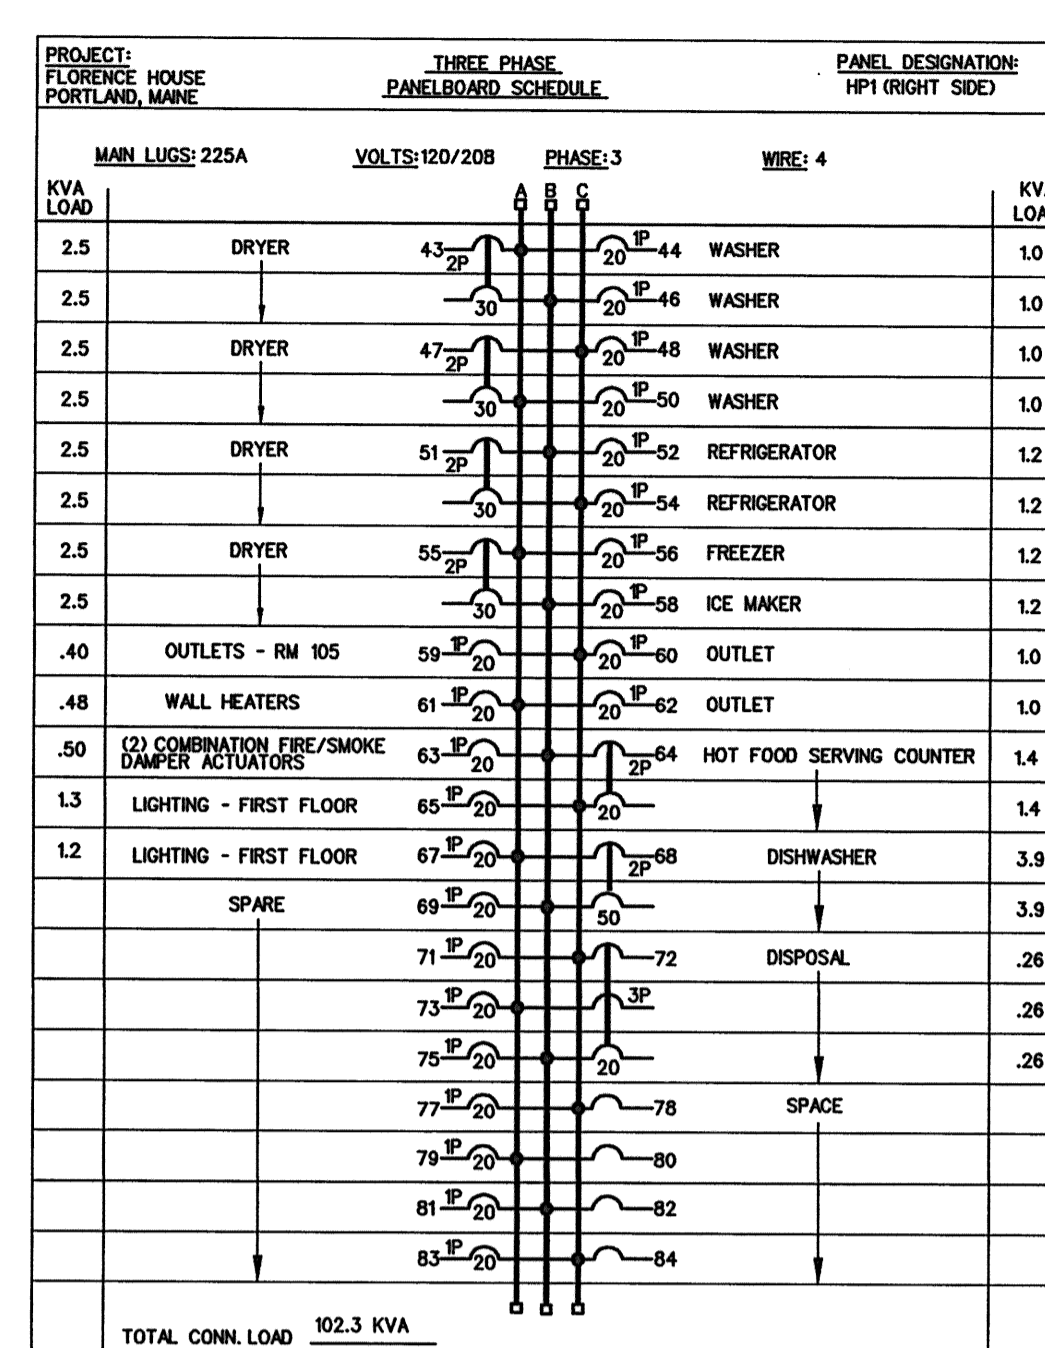 PROJECT:
FLORENCE HOUSE
PORTLAND, MAINE
THREE PHASE
PANELBOARD SCHEDULE
PANEL DESIGNATION:
HP1 (RIGHT SIDE)
MAIN LUGS: 225A VOLTS:120/208 PHASE:3 WIRE: 4
KVA LOAD A B C KV LOA
2.5 DRYER 43 2P 20 1P 44 WASHER 1.0
2.5 30 20 1P 46 WASHER 1.0
2.5 DRYER 47 2P 20 1P 48 WASHER 1.0
2.5 30 20 1P 50 WASHER 1.0
2.5 DRYER 51 2P 20 1P 52 REFRIGERATOR 1.2
2.5 30 20 1P 54 REFRIGERATOR 1.2
2.5 DRYER 55 2P 20 1P 56 FREEZER 1.2
2.5 30 20 1P 58 ICE MAKER 1.2
.40 OUTLETS - RM 105 59 1P 20 20 1P 60 OUTLET 1.0
.48 WALL HEATERS 61 1P 20 20 1P 62 OUTLET 1.0
.50 (2) COMBINATION FIRE/SMOKE
DAMPER ACTUATORS 63 1P 20 2P 64 HOT FOOD SERVING COUNTER 1.4
1.3 LIGHTING - FIRST FLOOR 65 1P 20 20 1.4
1.2 LIGHTING - FIRST FLOOR 67 1P 20 2P 68 DISHWASHER 3.9
SPARE 69 1P 20 50 3.9
71 1P 20 72 DISPOSAL .26
73 1P 20 3P .26
75 1P 20 20 .26
77 1P 20 78 SPACE
79 1P 20 80
81 1P 20 82
83 1P 20 84
TOTAL CONN. LOAD 102.3 KVA